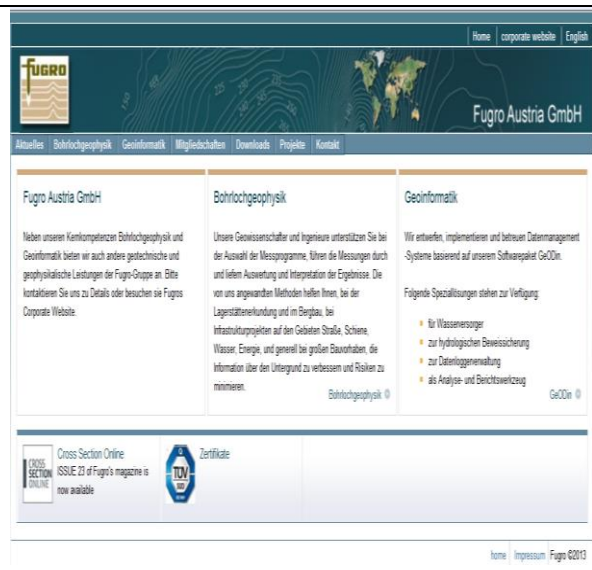 Home corporate website English
fugro
Fugro Austria GmbH
Aktuelles Bohrlochgeophysik Geoinformatik Mitgliedschaften Downloads Projekte Kontakt
Fugro Austria GmbH
Neben unseren Kernkompetenzen Bohrlochgeophysik und
Geoinformatik bieten wir auch andere geotechnische und
geophysikalische Leistungen der Fugro-Gruppe an. Bitte
kontaktieren Sie uns zu Details oder besuchen sie Fugros
Corporate Website.
Bohrlochgeophysik
Unsere Geowissenschafter und Ingenieure unterstützen Sie bei
der Auswahl der Messprogramme, führen die Messungen durch
und liefern Auswertung und Interpretation der Ergebnisse. Die
von uns angewandten Methoden helfen Ihnen, bei der
Lagerstättenerkundung und im Bergbau, bei
Infrastrukturprojekten auf den Gebieten Straße, Schiene,
Wasser, Energie, und generell bei großen Bauvorhaben, die
Information über den Untergrund zu verbessern und Risiken zu
minimieren.
Bohrlochgeophysik
Geoinformatik
Wir entwerfen, implementieren und betreuen Datenmanagement
-Systeme basierend auf unserem Softwarepaket GeODin.
Folgende Speziallösungen stehen zur Verfügung:
für Wasserversorger
zur hydrologischen Beweissicherung
zur Datenloggerverwaltung
als Analyse- und Berichtswerkzeug
GeODin
CROSS
SECTION
ONLINE
Cross Section Online
ISSUE 23 of Fugro's magazine is
now available
TÜV
SÜD
Zertifikate
home Impressum Fugro ©2013